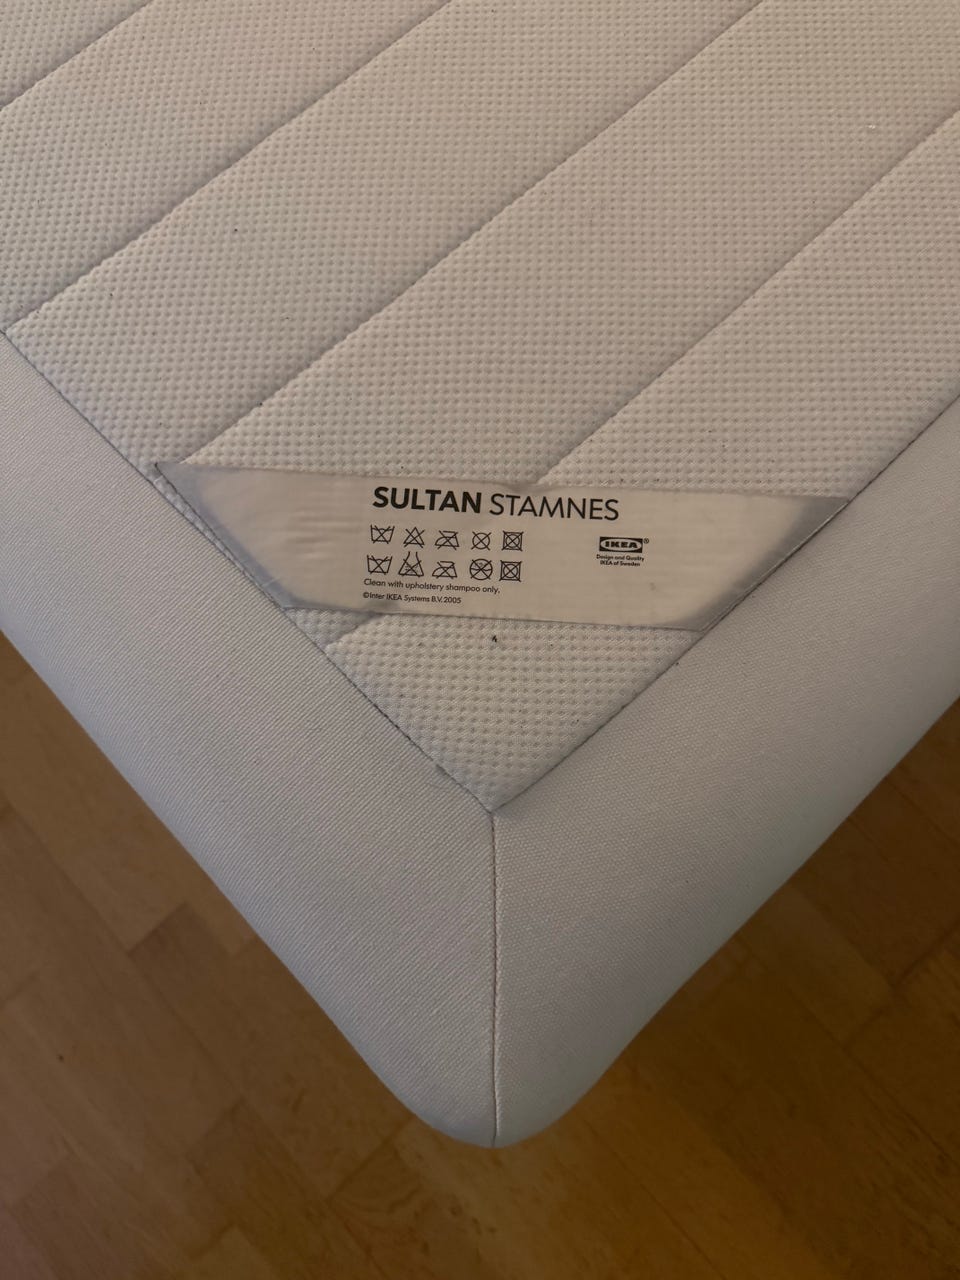 SULTAN STAMNES
IKEA®
Design and Quality
IKEA of Sweden
Clean with upholstery shampoo only.
©Inter IKEA Systems B.V. 2005